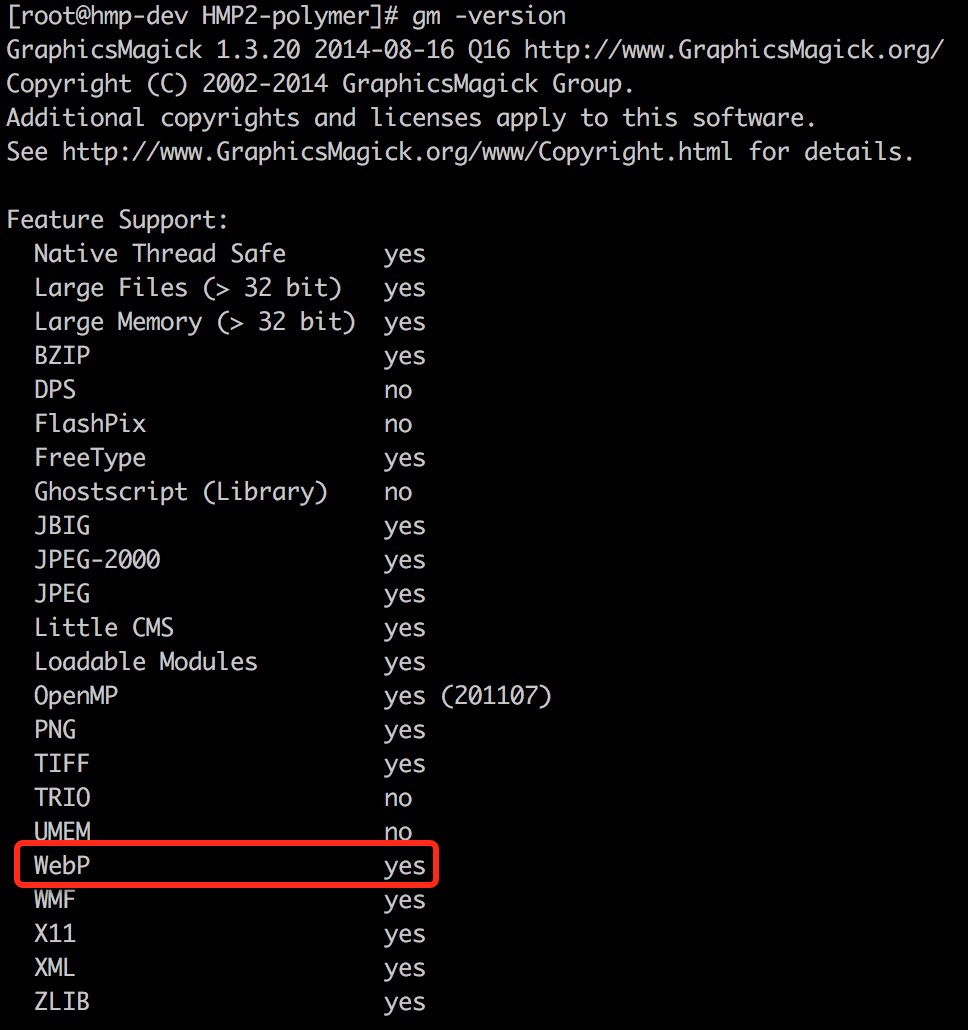 [root@hmp-dev HMP2-polymer]# gm -version
GraphicsMagick 1.3.20 2014-08-16 Q16 http://www.GraphicsMagick.org/
Copyright (C) 2002-2014 GraphicsMagick Group.
Additional copyrights and licenses apply to this software.
See http://www.GraphicsMagick.org/www/Copyright.html for details.
Feature Support:
Native Thread Safe yes
Large Files (> 32 bit) yes
Large Memory (> 32 bit) yes
BZIP yes
DPS no
FlashPix no
FreeType yes
Ghostscript (Library) no
JBIG yes
JPEG-2000 yes
JPEG yes
Little CMS yes
Loadable Modules yes
OpenMP yes (201107)
PNG yes
TIFF yes
TRIO no
UMEM no
WebP yes
WMF yes
X11 yes
XML yes
ZLIB yes